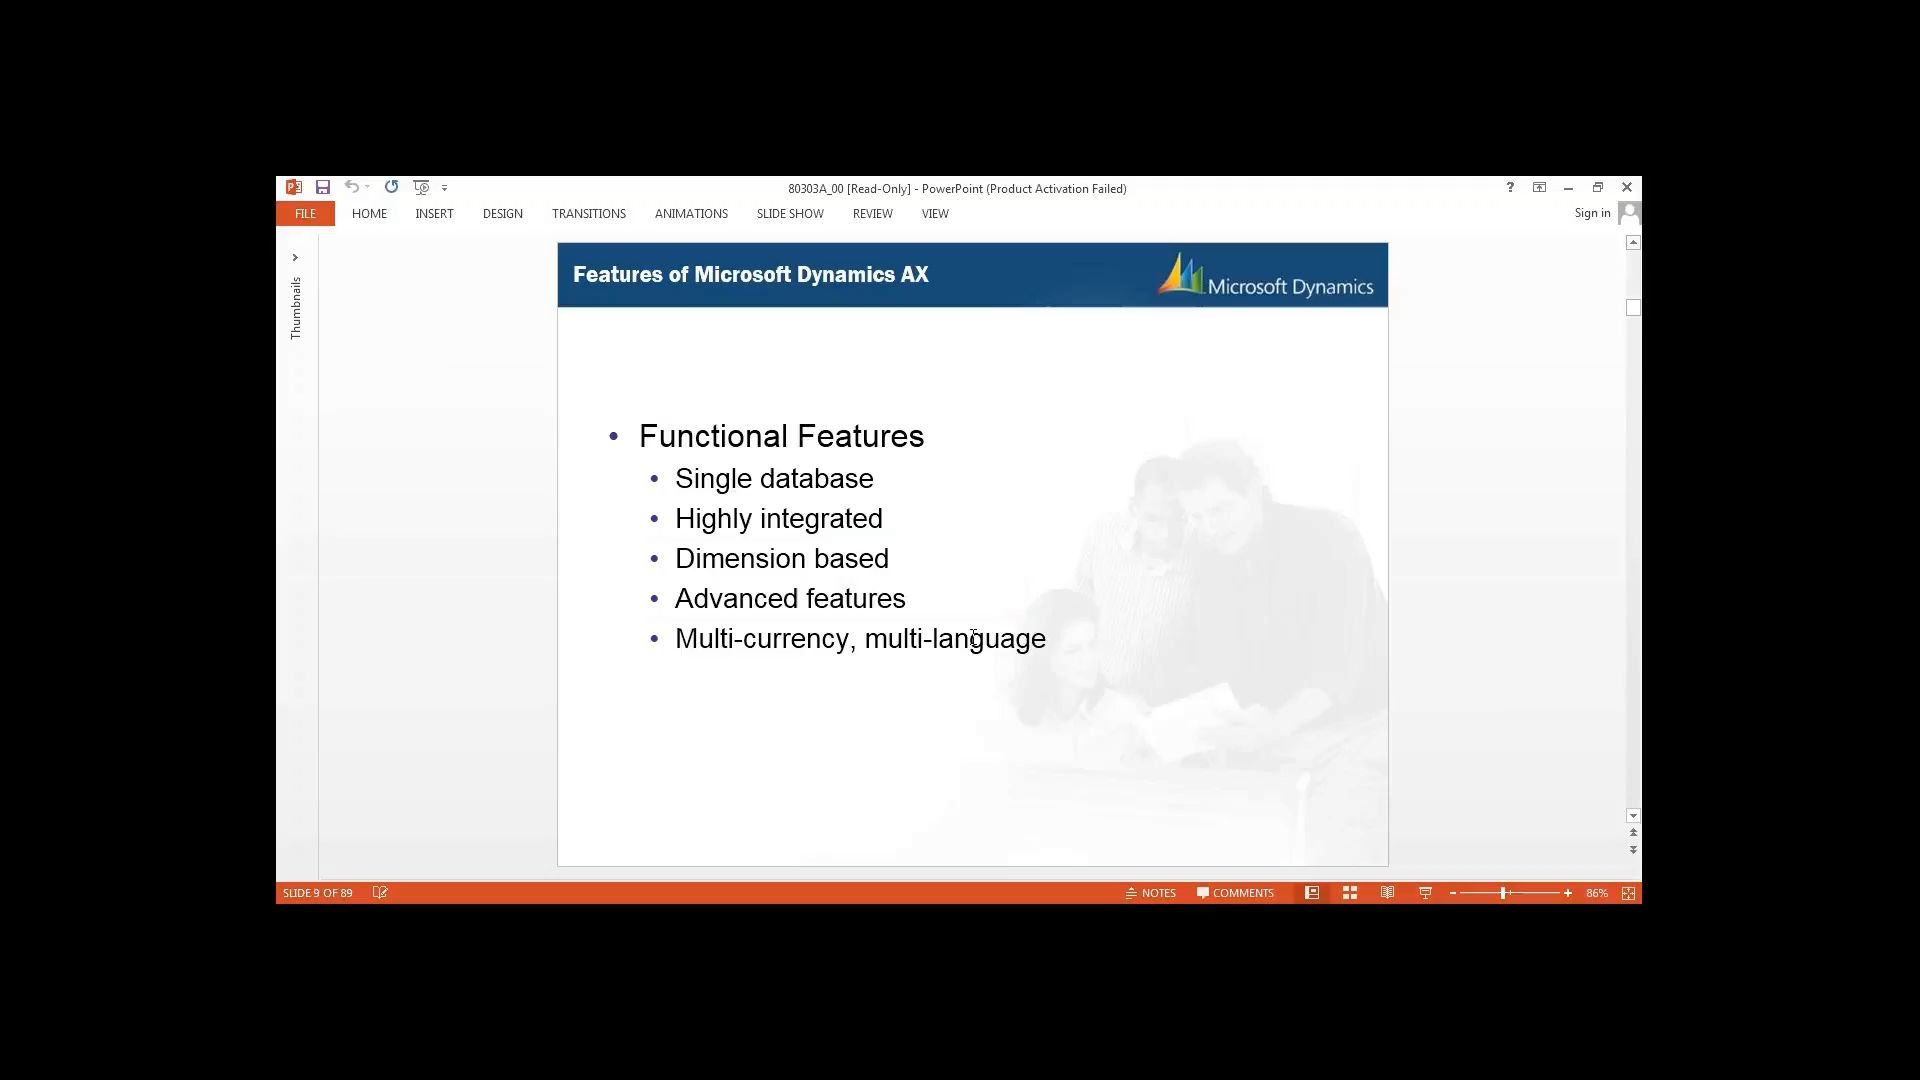 80303A_00 [Read-Only] - PowerPoint (Product Activation Failed)
FILE HOME INSERT DESIGN TRANSITIONS ANIMATIONS SLIDE SHOW REVIEW VIEW Sign in
Thumbnails
Features of Microsoft Dynamics AX
Microsoft Dynamics
• Functional Features
• Single database
• Highly integrated
• Dimension based
• Advanced features
• Multi-currency, multi-language
SLIDE 9 OF 89 NOTES COMMENTS 86%